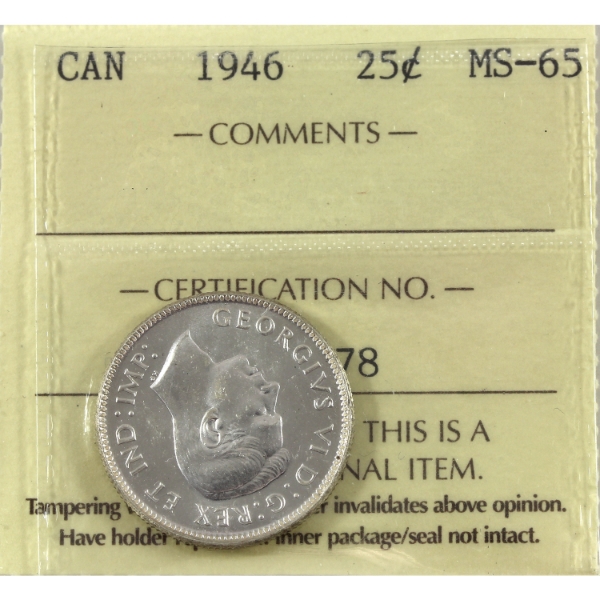 CAN 1946 25¢ MS-65
— COMMENTS —
— CERTIFICATION NO. —
78
THIS IS A
NAL ITEM.
Tampering invalidates above opinion.
Have holder inner package/seal not intact.
GEORGIVS VI D:G:REX ET IND:IMP: